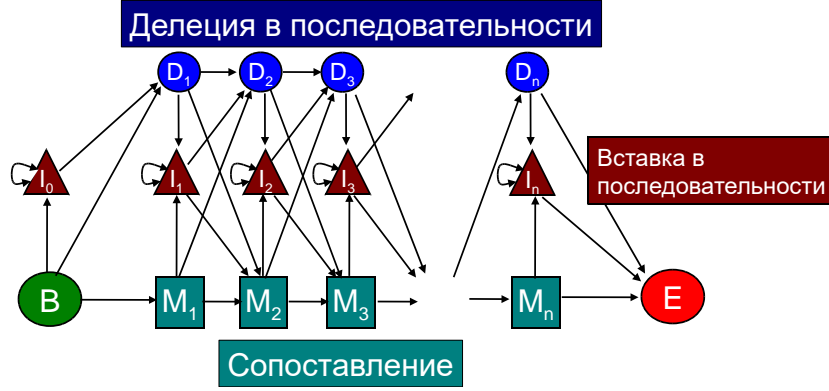 Делеция в последовательности
D₁ D₂ D₃ Dₙ
I₀ I₁ I₂ I₃ Iₙ
Вставка в
последовательности
B M₁ M₂ M₃ Mₙ E
Сопоставление